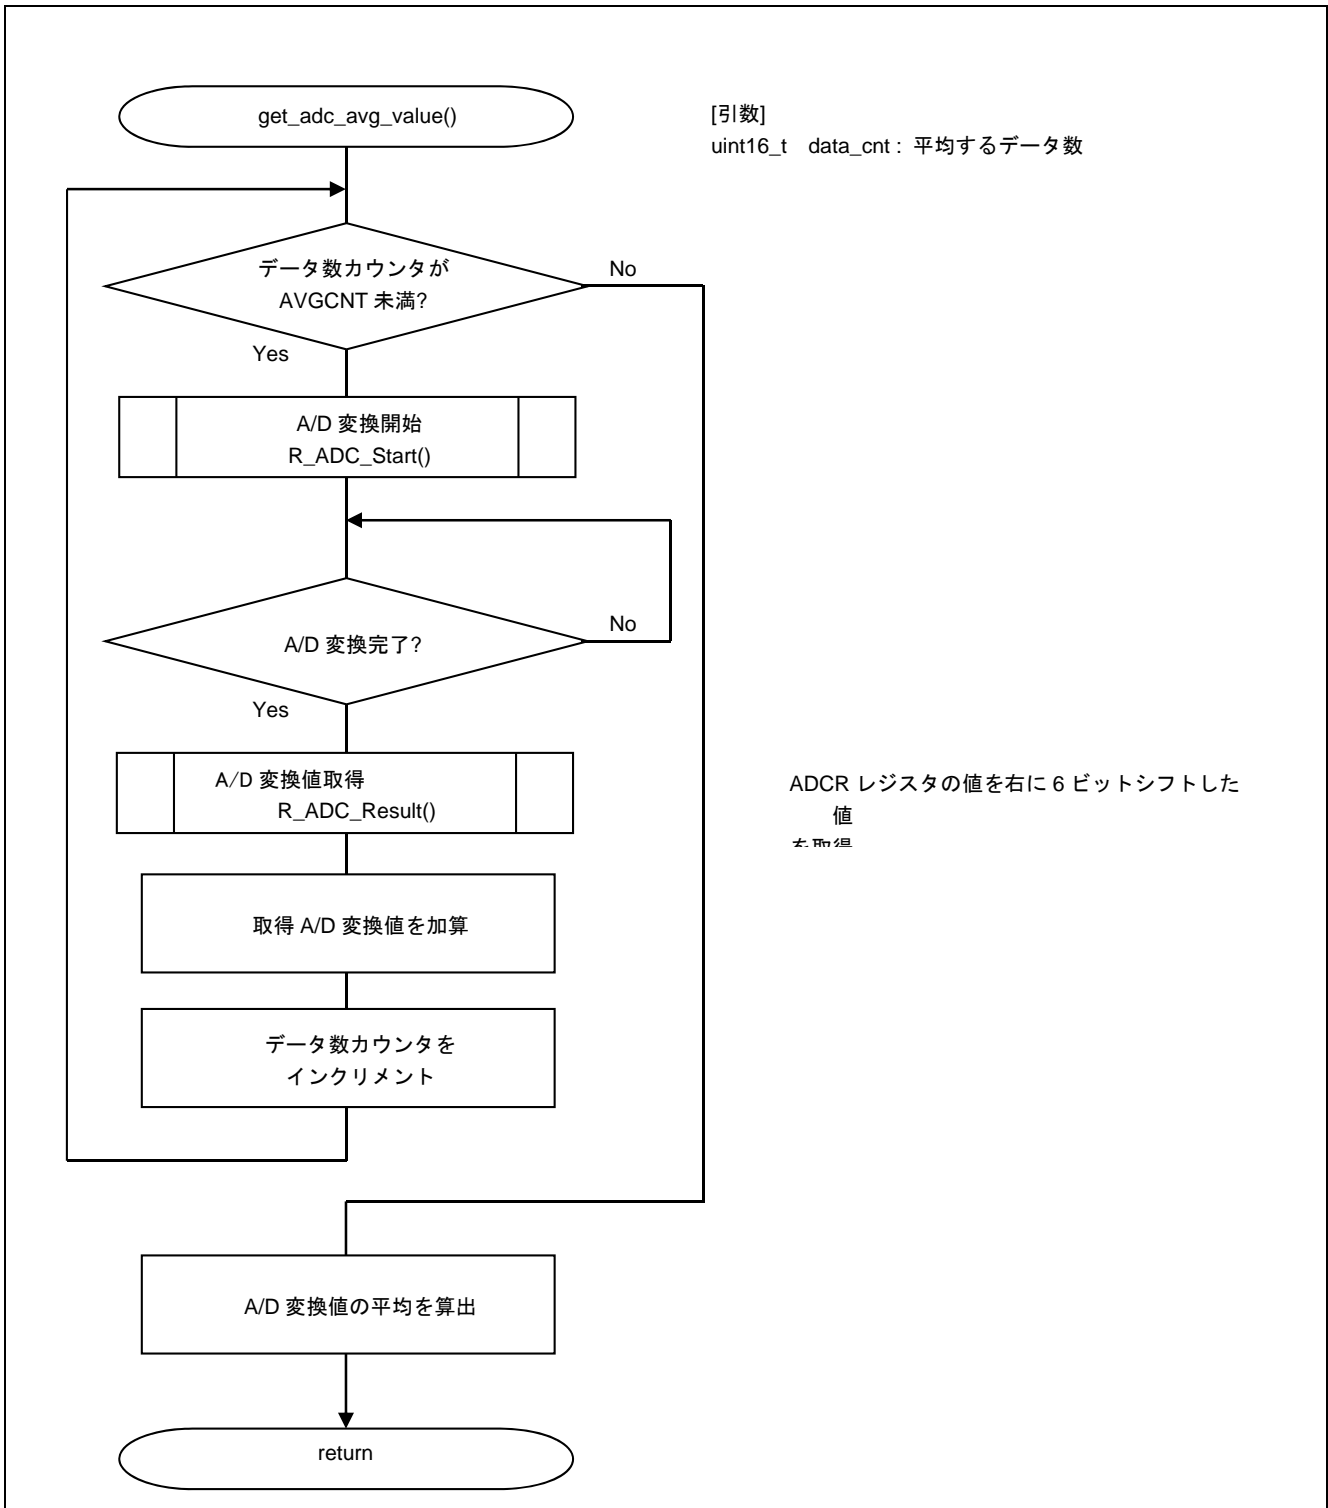 get_adc_avg_value()
[引数]
uint16_t data_cnt : 平均するデータ数
データ数カウンタが
AVGCNT 未満?
No
Yes
A/D 変換開始
R_ADC_Start()
A/D 変換完了?
No
Yes
A/D 変換値取得
R_ADC_Result()
ADCR レジスタの値を右に 6 ビットシフトした
値
を取得
取得 A/D 変換値を加算
データ数カウンタを
インクリメント
A/D 変換値の平均を算出
return